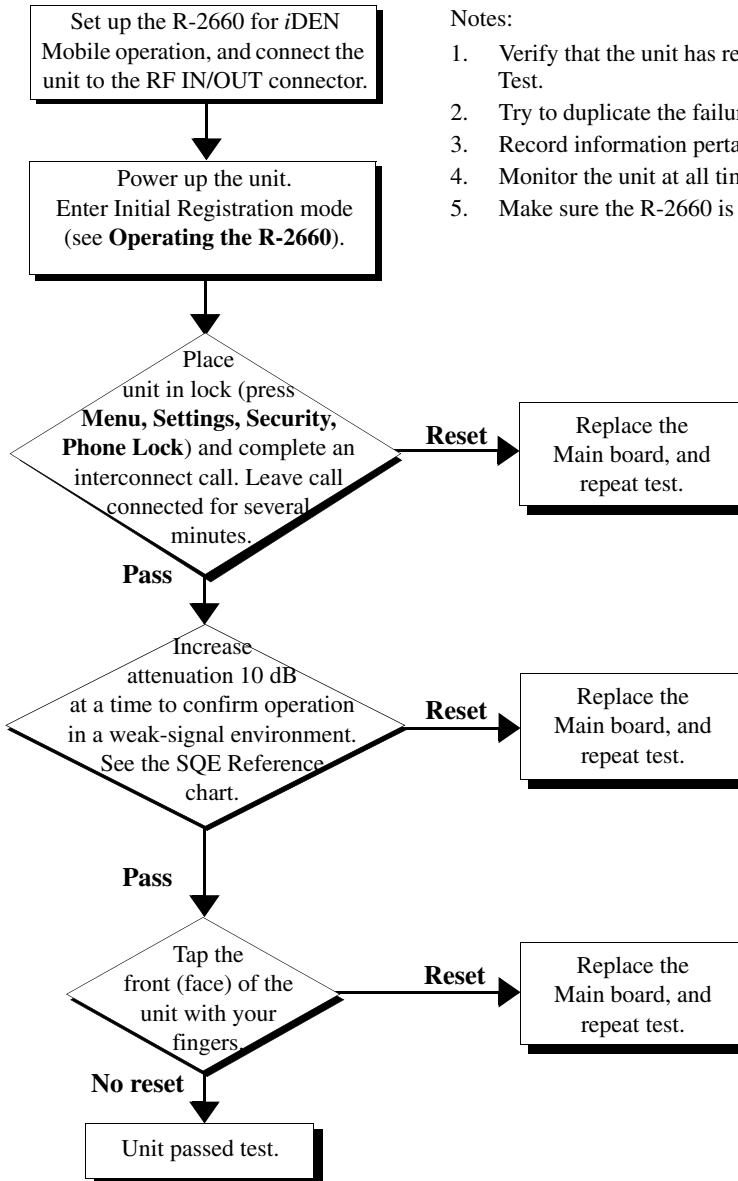 Set up the R-2660 for iDEN
Mobile operation, and connect the
unit to the RF IN/OUT connector.
Notes:
1. Verify that the unit has
Test.
2. Try to duplicate the
3. Record information
4. Monitor the unit at all
5. Make sure the R-2660 is
Power up the unit.
Enter Initial Registration mode
(see Operating the R-2660).
Place
unit in lock (press
Menu, Settings, Security,
Phone Lock) and complete an
interconnect call. Leave call
connected for several
minutes.
Reset
Replace the
Main board, and
repeat test.
Pass
Increase
attenuation 10 dB
at a time to confirm operation
in a weak-signal environment.
See the SQE Reference
chart.
Reset
Replace the
Main board, and
repeat test.
Pass
Tap the
front (face) of the
unit with your
fingers.
Reset
Replace the
Main board, and
repeat test.
No reset
Unit passed test.